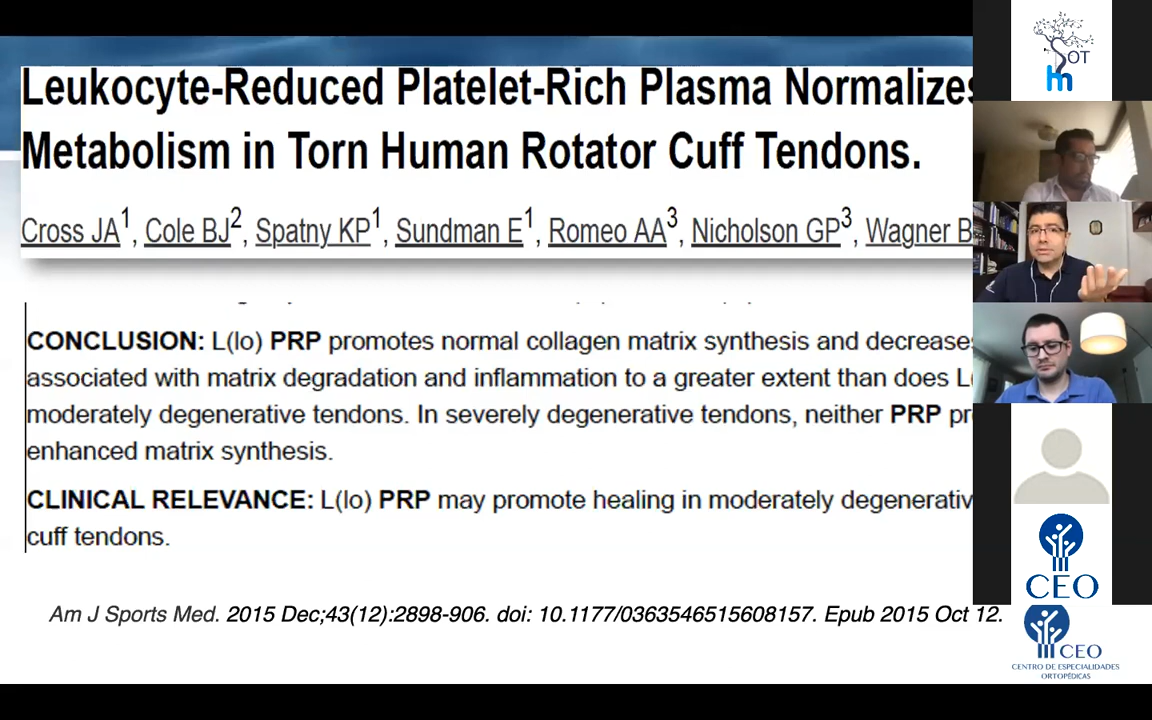 Leukocyte-Reduced Platelet-Rich Plasma Normalizes
Metabolism in Torn Human Rotator Cuff Tendons.
Cross JA1, Cole BJ2, Spatny KP1, Sundman E1, Romeo AA3, Nicholson GP3, Wagner B
CONCLUSION: L(lo) PRP promotes normal collagen matrix synthesis and decreases
associated with matrix degradation and inflammation to a greater extent than does L
moderately degenerative tendons. In severely degenerative tendons, neither PRP pr
enhanced matrix synthesis.
CLINICAL RELEVANCE: L(lo) PRP may promote healing in moderately degenerativ
cuff tendons.
Am J Sports Med. 2015 Dec;43(12):2898-906. doi: 10.1177/0363546515608157. Epub 2015 Oct 12.
SOT
hm
CEO
CEO
CENTRO DE ESPECIALIDADES
ORTOPÉDICAS